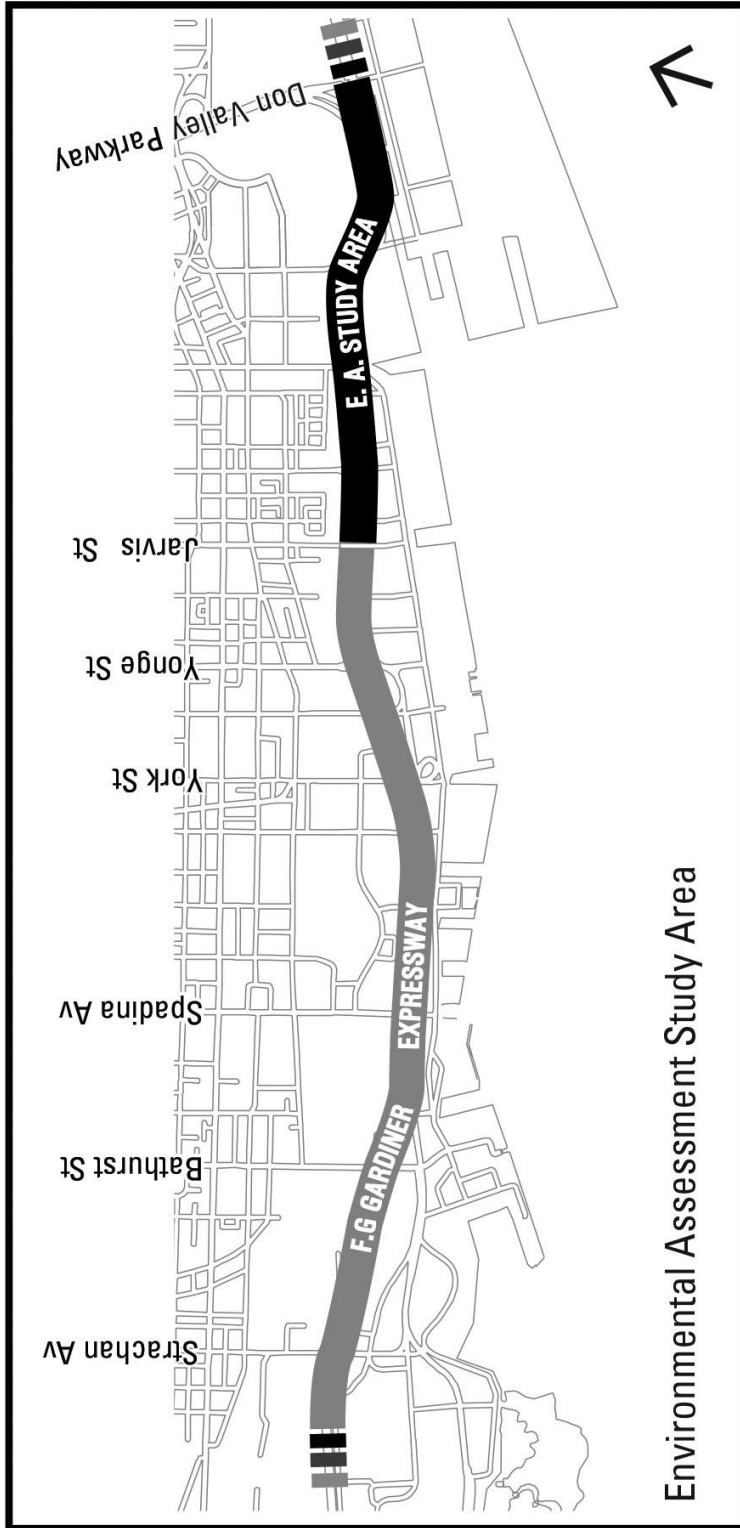 Strachan Av
Bathurst St
Spadina Av
York St
Yonge St
Jarvis St
Don Valley Parkway
F.G GARDINER EXPRESSWAY
E. A. STUDY AREA
Environmental Assessment Study Area